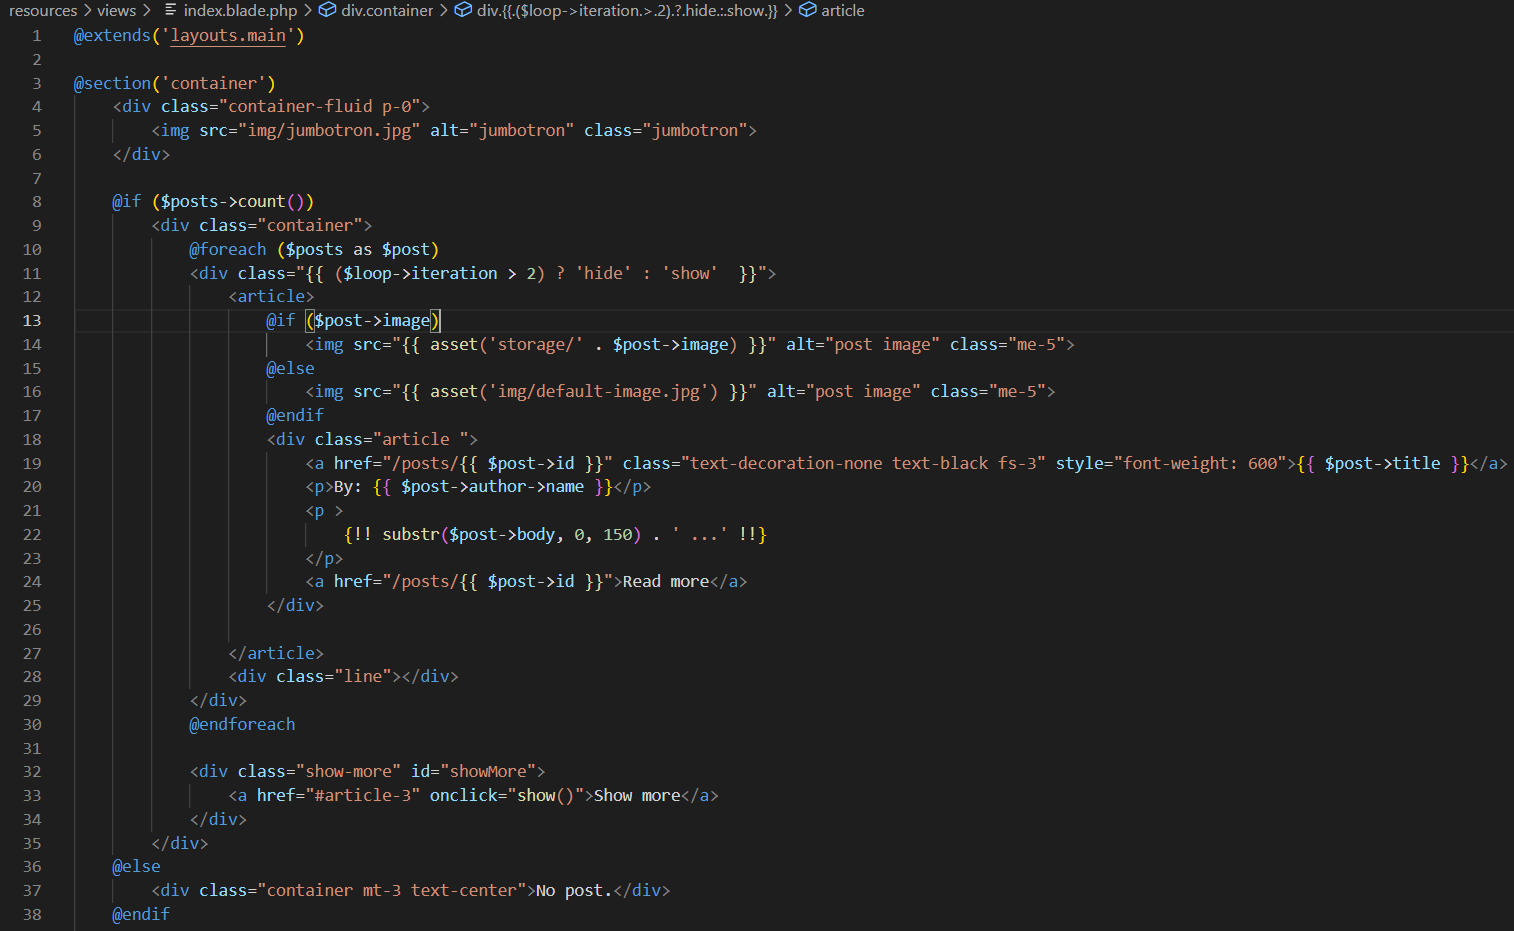 resources > views > index.blade.php > div.container > div.{{.($loop->iteration.>.2).?.hide.:.show.}} > article
1 @extends('layouts.main')
2
3 @section('container')
4 <div class="container-fluid p-0">
5 <img src="img/jumbotron.jpg" alt="jumbotron" class="jumbotron">
6 </div>
7
8 @if ($posts->count())
9 <div class="container">
10 @foreach ($posts as $post)
11 <div class="{{ ($loop->iteration > 2) ? 'hide' : 'show'  }}">
12 <article>
13 @if ($post->image)
14 <img src="{{ asset('storage/' . $post->image) }}" alt="post image" class="me-5">
15 @else
16 <img src="{{ asset('img/default-image.jpg') }}" alt="post image" class="me-5">
17 @endif
18 <div class="article ">
19 <a href="/posts/{{ $post->id }}" class="text-decoration-none text-black fs-3" style="font-weight: 600">{{ $post->title }}</a>
20 <p>By: {{ $post->author->name }}</p>
21 <p >
22 {!! substr($post->body, 0, 150) . ' ...' !!}
23 </p>
24 <a href="/posts/{{ $post->id }}">Read more</a>
25 </div>
26
27 </article>
28 <div class="line"></div>
29 </div>
30 @endforeach
31
32 <div class="show-more" id="showMore">
33 <a href="#article-3" onclick="show()">Show more</a>
34 </div>
35 </div>
36 @else
37 <div class="container mt-3 text-center">No post.</div>
38 @endif